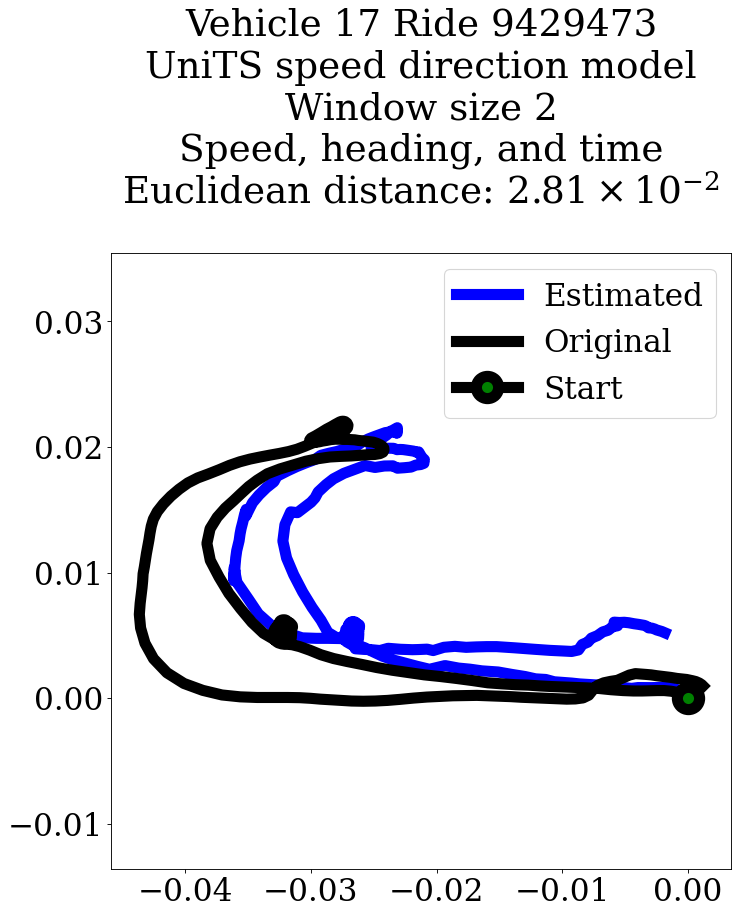 Vehicle 17 Ride 9429473
UniTS speed direction model
Window size 2
Speed, heading, and time
Euclidean distance: 2.81 × 10⁻²
Estimated
Original
Start
0.03
0.02
0.01
0.00
−0.01
−0.04 −0.03 −0.02 −0.01 0.00